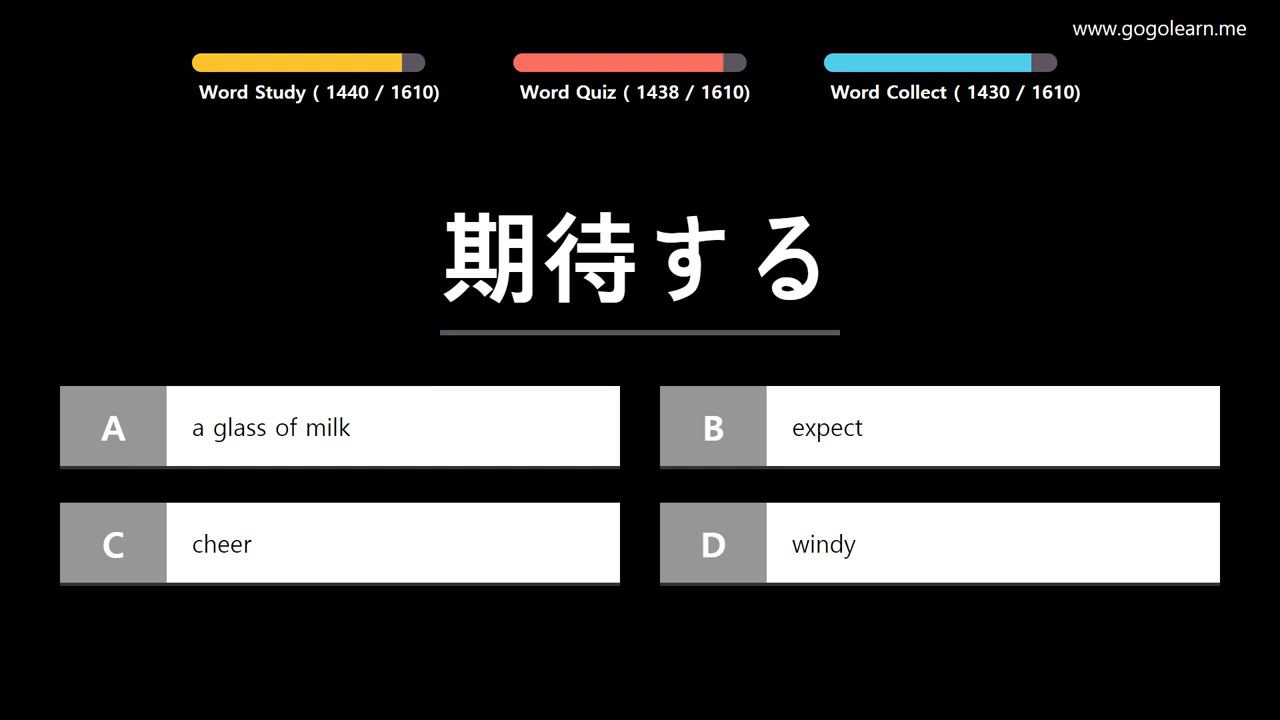 www.gogolearn.me
Word Study ( 1440 / 1610)
Word Quiz ( 1438 / 1610)
Word Collect ( 1430 / 1610)
期待する
A a glass of milk
B expect
C cheer
D windy